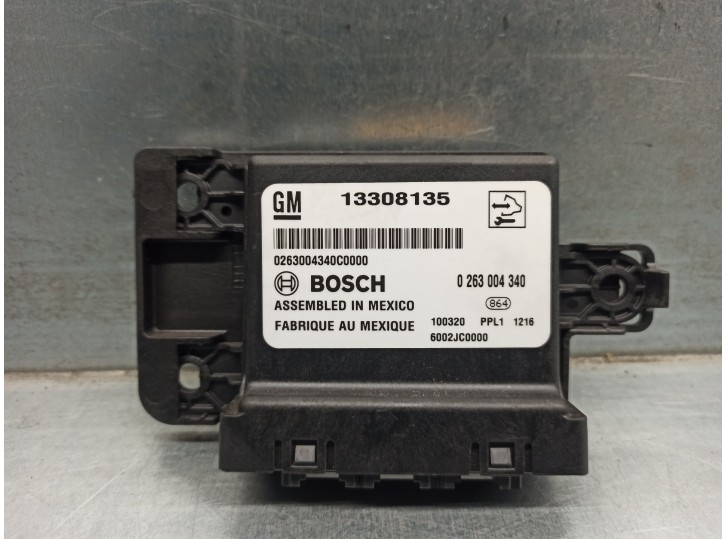 GM 13308135
0263004340C0000
BOSCH 0 263 004 340
ASSEMBLED IN MEXICO 864
FABRIQUE AU MEXIQUE 100320 PPL1 1216
6002JC0000